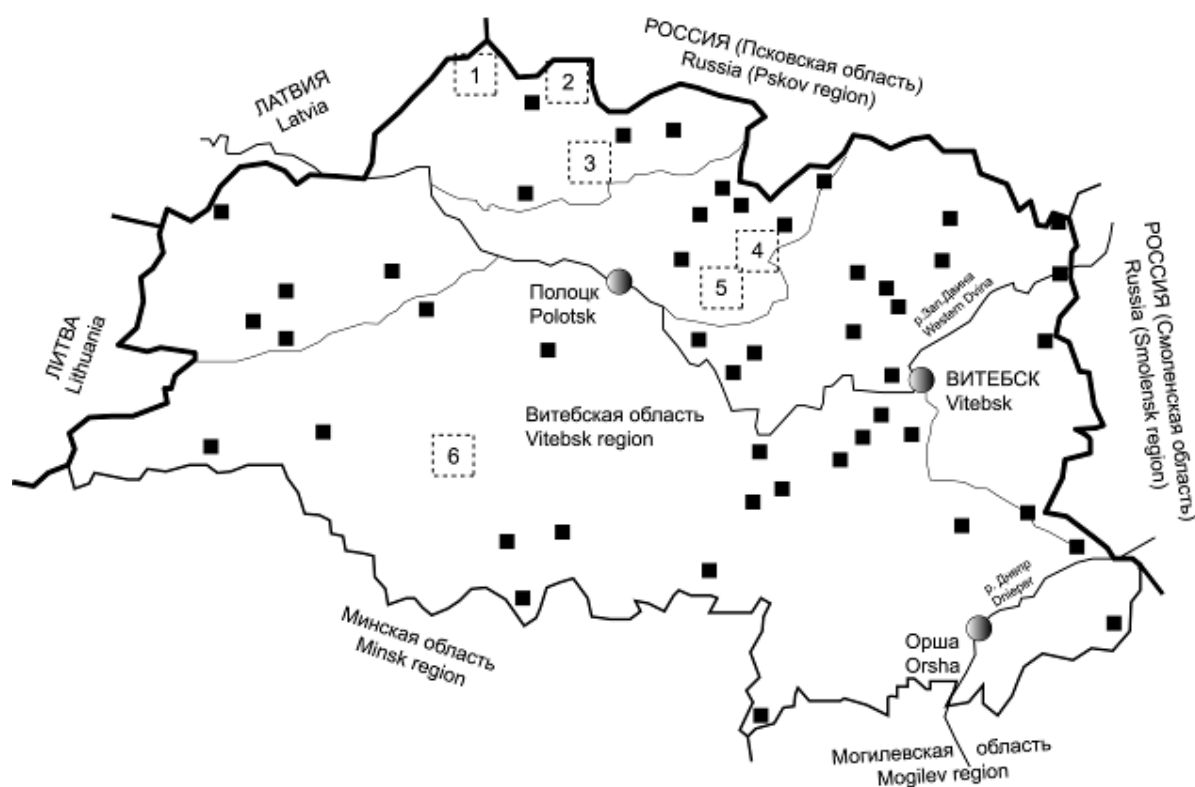 РОССИЯ (Псковская область)
Russia (Pskov region)
ЛАТВИЯ
Latvia
1
2
3
4
5
6
РОССИЯ (Смоленская область)
Russia (Smolensk region)
ЛИТВА
Lithuania
Полоцк
Polotsk
р.Зап.Двина
Western Dvina
ВИТЕБСК
Vitebsk
Витебская область
Vitebsk region
р. Днепр
Dnieper
Орша
Orsha
Минская область
Minsk region
Могилевская область
Mogilev region